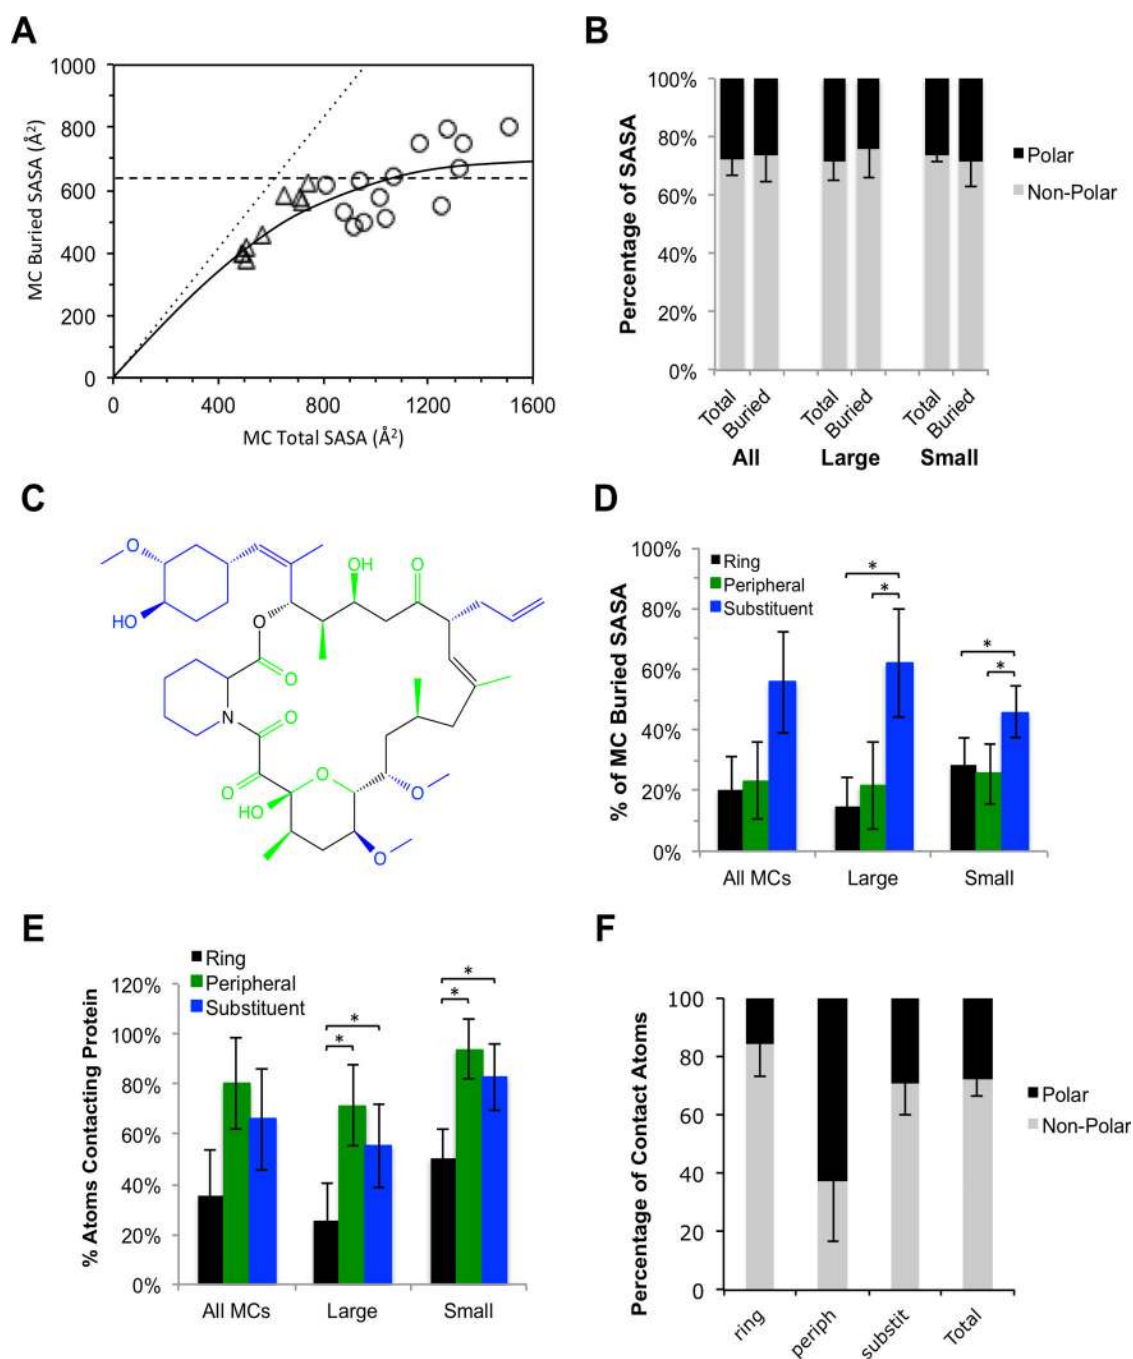 A
1000
800
600
400
200
0
0
400
800
1200
1600
MC Buried SASA (Å²)
MC Total SASA (Å²)
B
100%
80%
60%
40%
20%
0%
Percentage of SASA
Polar
Non-Polar
Total
Buried
Total
Buried
Total
Buried
All
Large
Small
C
O
HO
OH
O
O
O
N
O
O
O
HO
O
O
D
100%
80%
60%
40%
20%
0%
% of MC Buried SASA
Ring
Peripheral
Substituent
*
*
*
*
All MCs
Large
Small
E
120%
100%
80%
60%
40%
20%
0%
% Atoms Contacting Protein
Ring
Peripheral
Substituent
*
*
*
*
All MCs
Large
Small
F
100
80
60
40
20
0
Percentage of Contact Atoms
Polar
Non-Polar
ring
periph
substit
Total